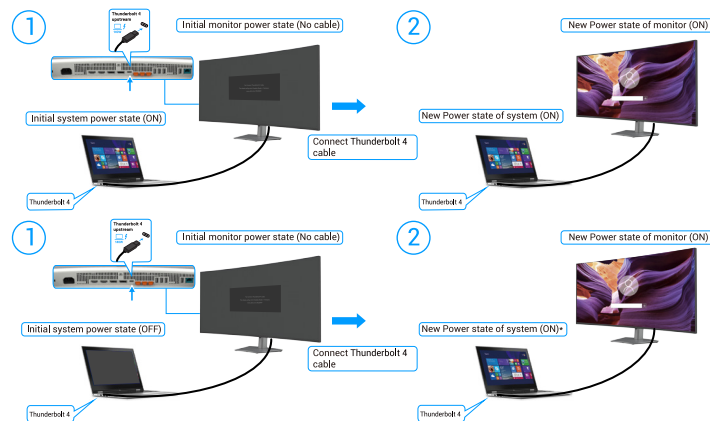 1
Thunderbolt 4
upstream
Initial monitor power state (No cable)
2
New Power state of monitor (ON)
Initial system power state (ON)
New Power state of system (ON)
Connect Thunderbolt 4
cable
Thunderbolt 4
Thunderbolt 4
1
Thunderbolt 4
upstream
Initial monitor power state (No cable)
2
New Power state of monitor (ON)
Initial system power state (OFF)
New Power state of system (ON)*
Connect Thunderbolt 4
cable
Thunderbolt 4
Thunderbolt 4